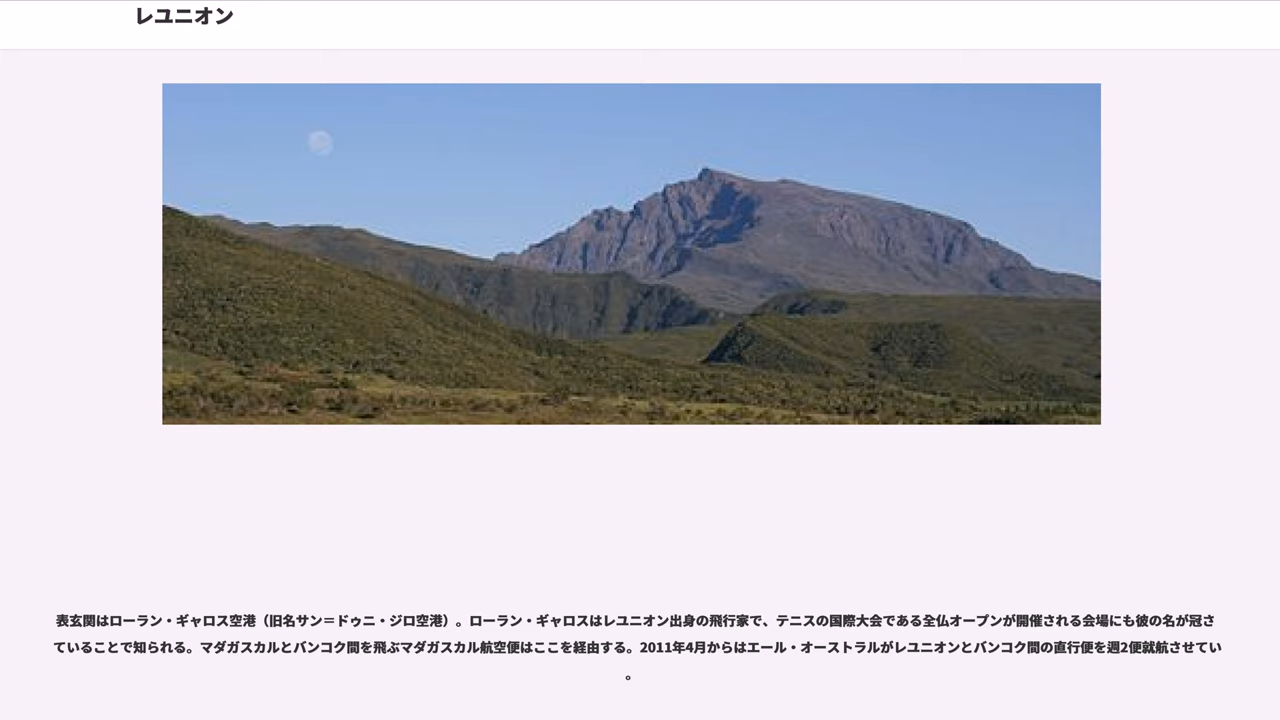 レユニオン
表玄関はローラン・ギャロス空港（旧名サン＝ドゥニ・ジロ空港）。ローラン・ギャロスはレユニオン出身の飛行家で、テニスの国際大会である全仏オープンが開催される会場にも彼の名が冠さ
ていることで知られる。マダガスカルとバンコク間を飛ぶマダガスカル航空便はここを経由する。2011年4月からはエール・オーストラルがレユニオンとバンコク間の直行便を週2便就航させてい
。